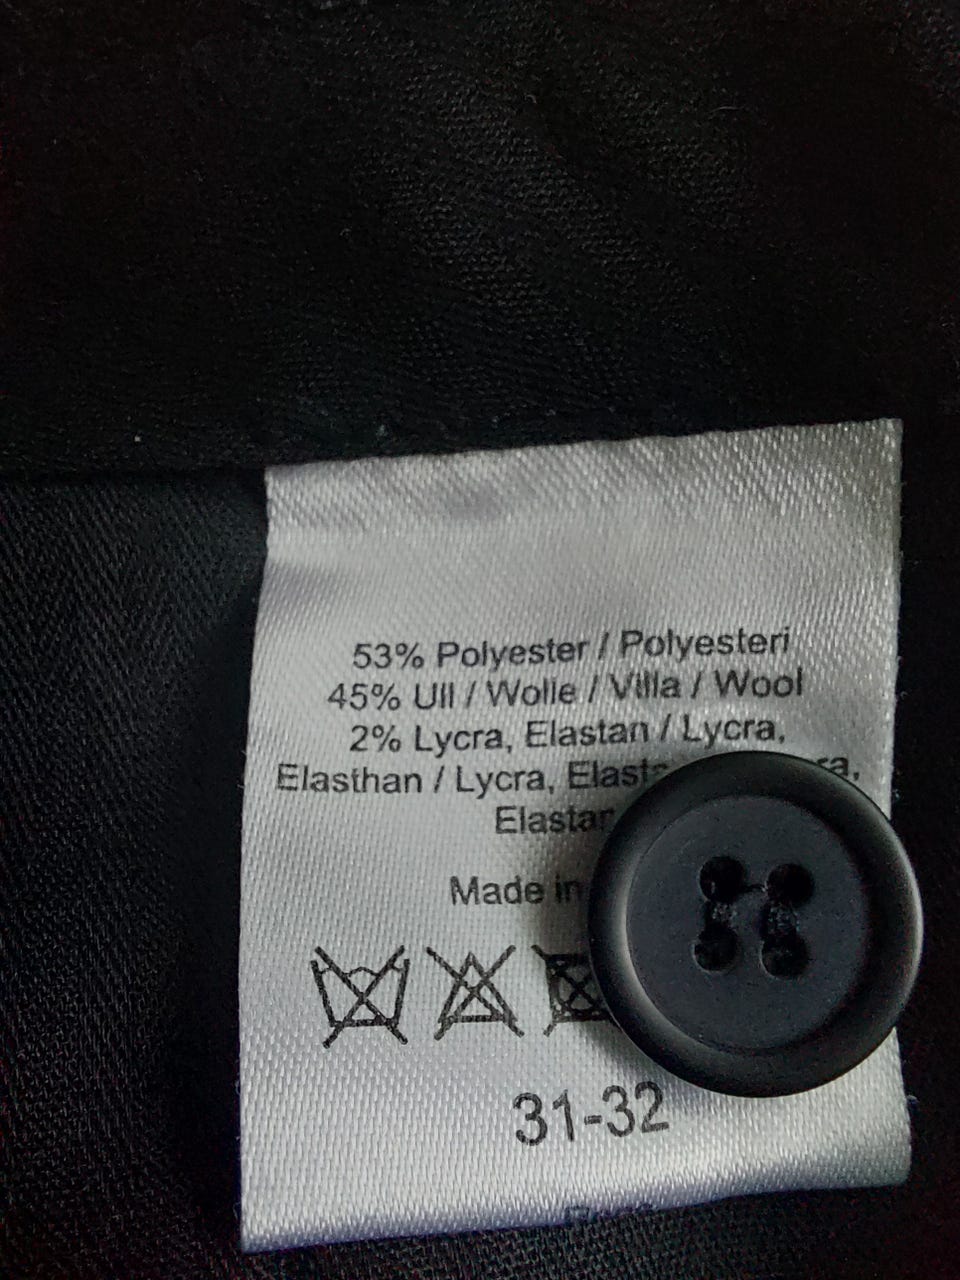 53% Polyester / Polyesteri
45% Ull / Wolle / Villa / Wool
2% Lycra, Elastan / Lycra,
Elasthan / Lycra,
Made in
31-32